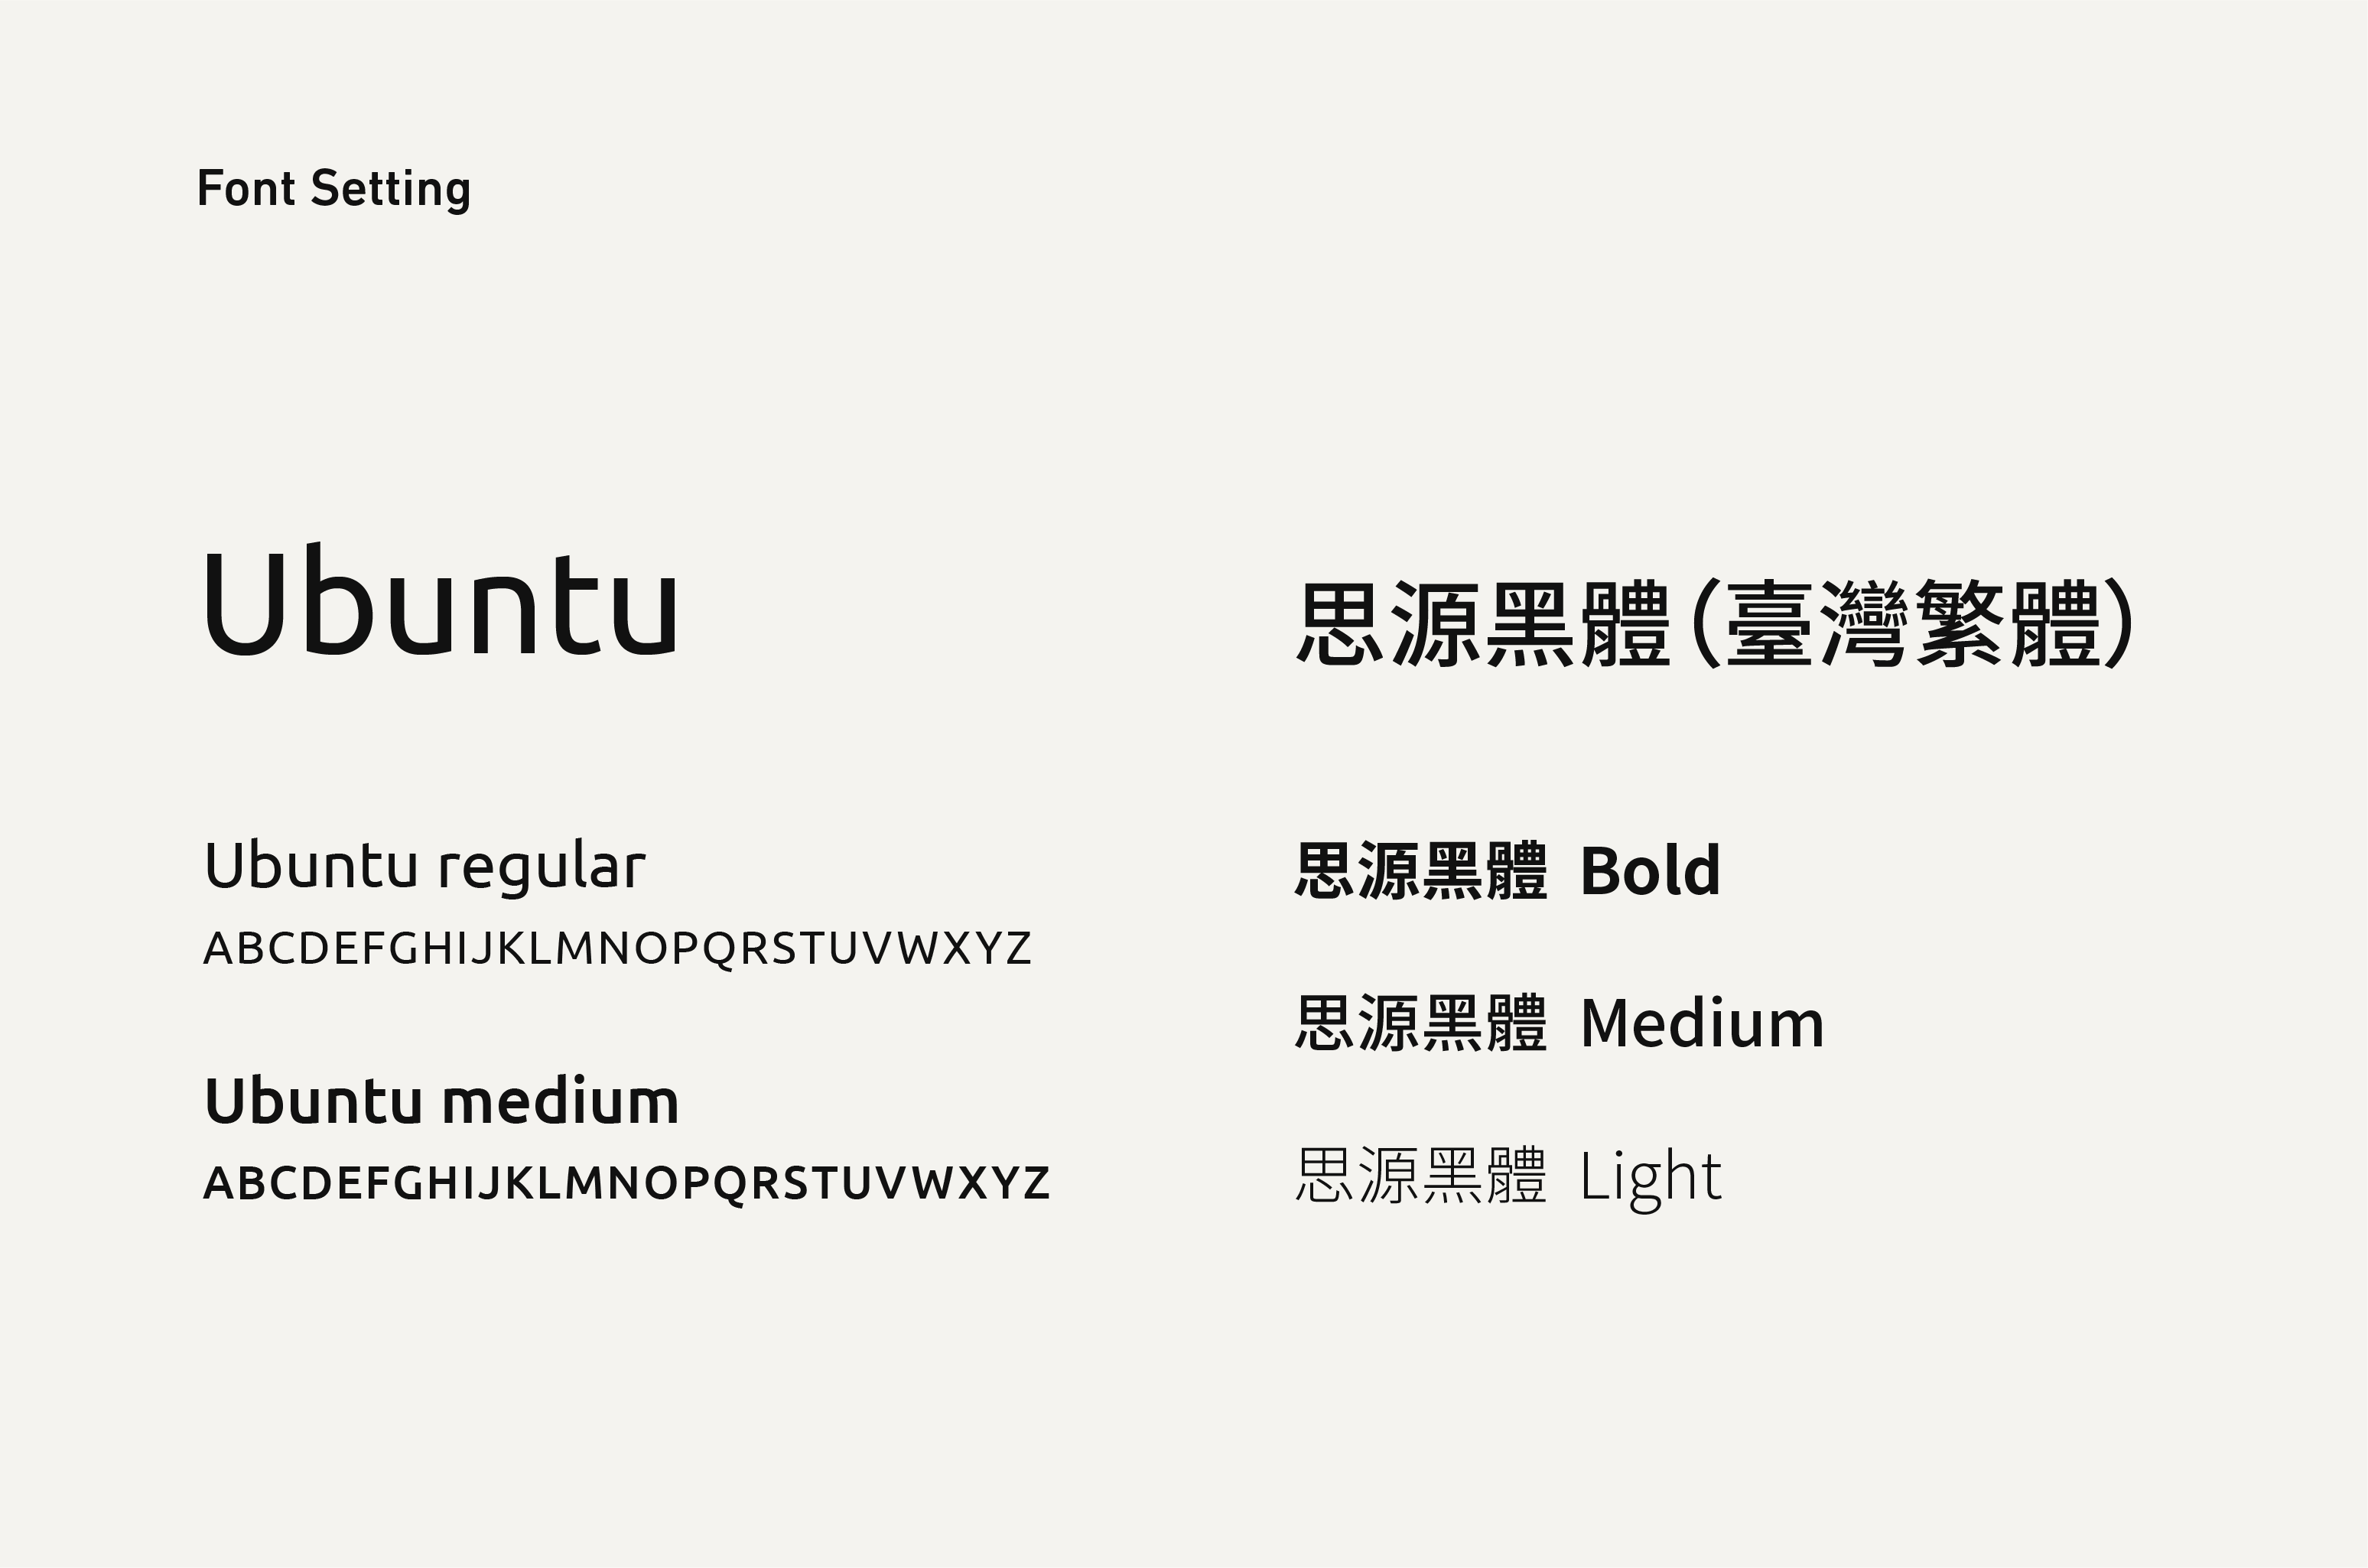 Font Setting
Ubuntu
Ubuntu regular
ABCDEFGHIJKLMNOPQRSTUVWXYZ
Ubuntu medium
ABCDEFGHIJKLMNOPQRSTUVWXYZ
思源黑體(臺灣繁體)
思源黑體 Bold
思源黑體 Medium
思源黑體 Light